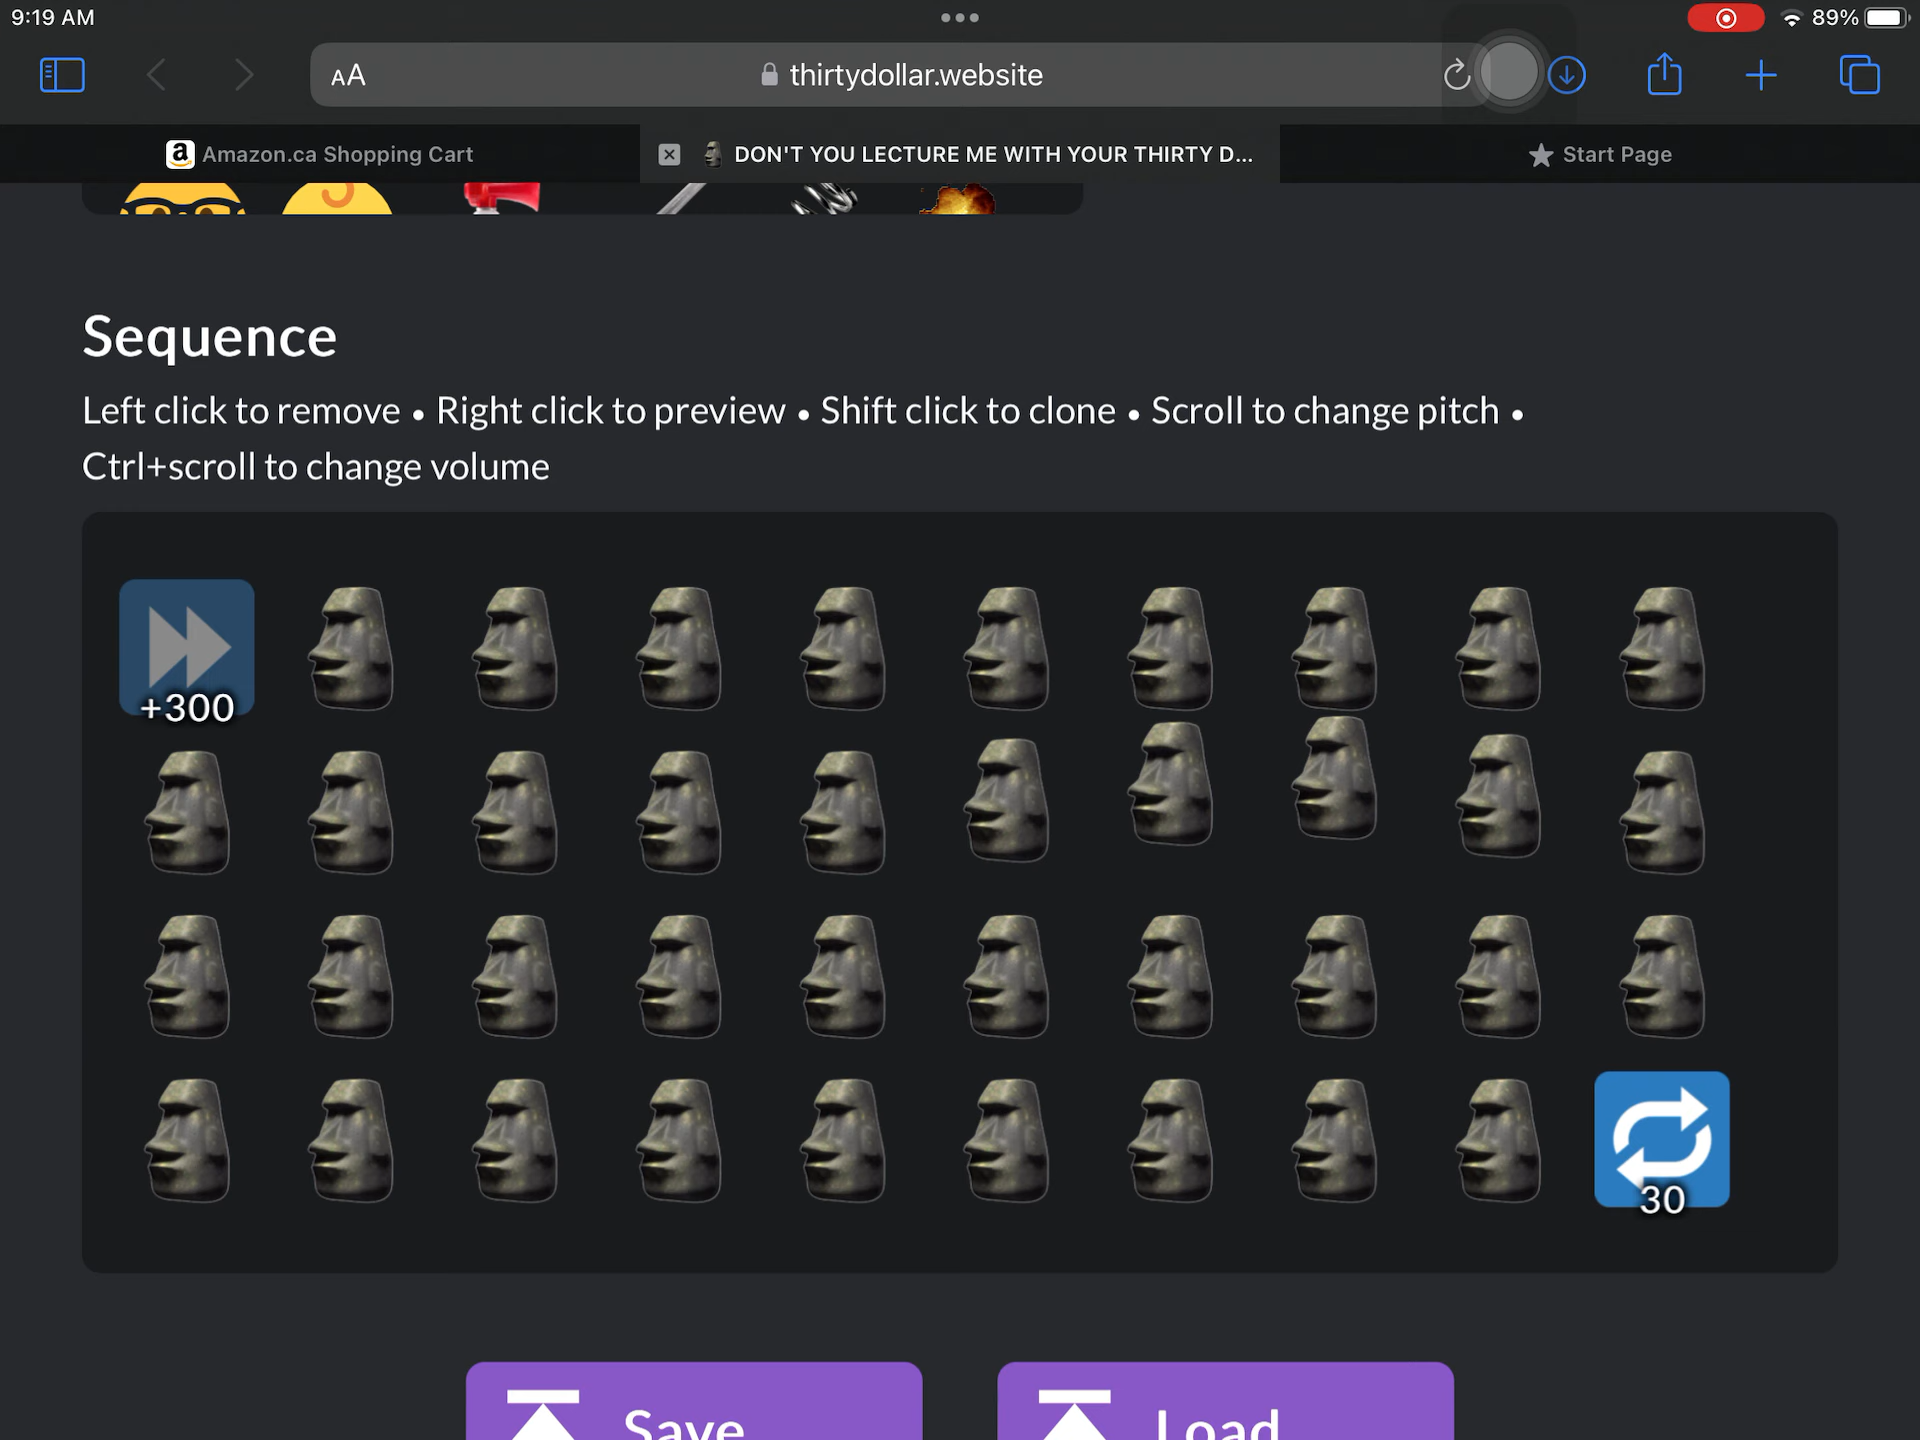 9:19 AM
89%
AA
thirtydollar.website
a Amazon.ca Shopping Cart
DON'T YOU LECTURE ME WITH YOUR THIRTY D...
Start Page
Sequence
Left click to remove • Right click to preview • Shift click to clone • Scroll to change pitch •
Ctrl+scroll to change volume
+300
30
Save
Load